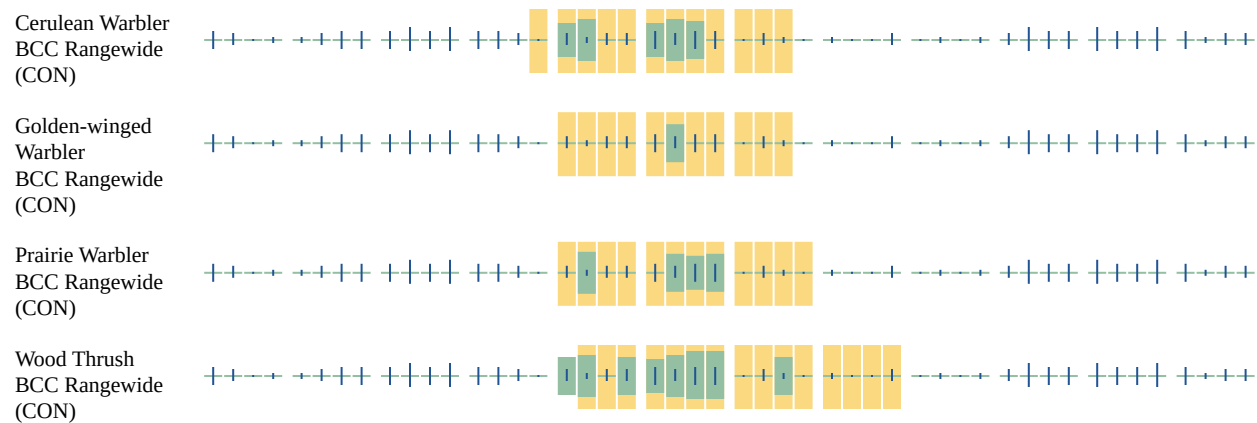 Cerulean Warbler
BCC Rangewide
(CON)
Golden-winged
Warbler
BCC Rangewide
(CON)
Prairie Warbler
BCC Rangewide
(CON)
Wood Thrush
BCC Rangewide
(CON)